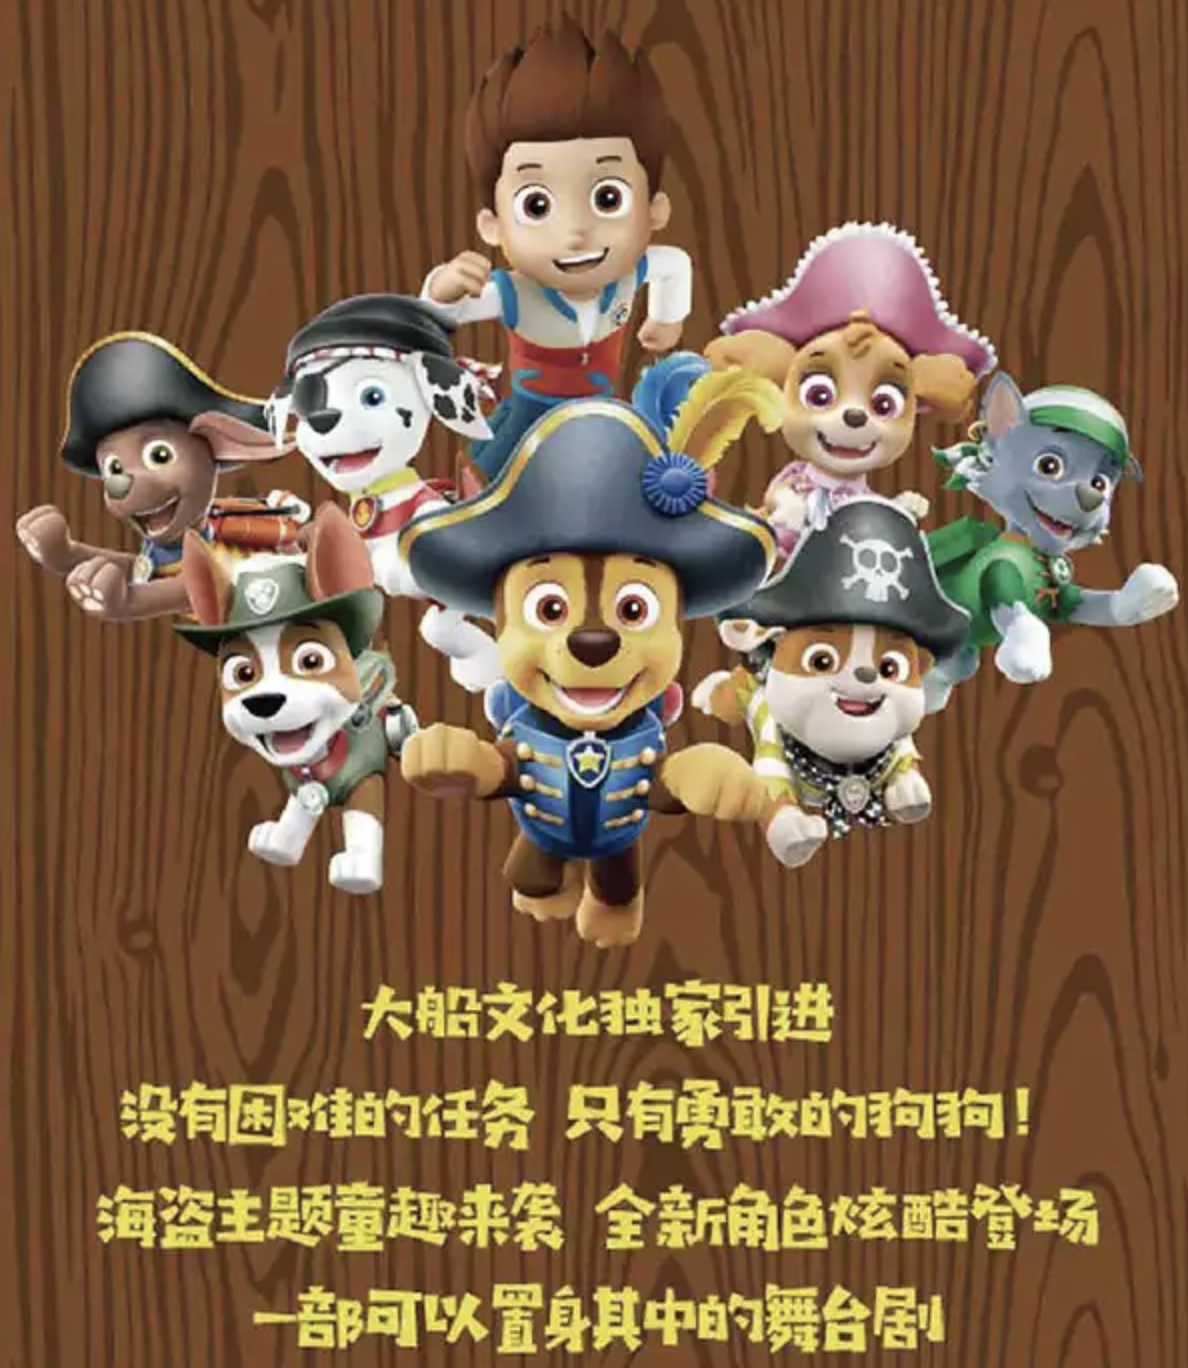 大船文化独家引进
没有困难的任务 只有勇敢的狗狗！
海盗主题童趣来袭 全新角色炫酷登场
一部可以置身其中的舞台剧